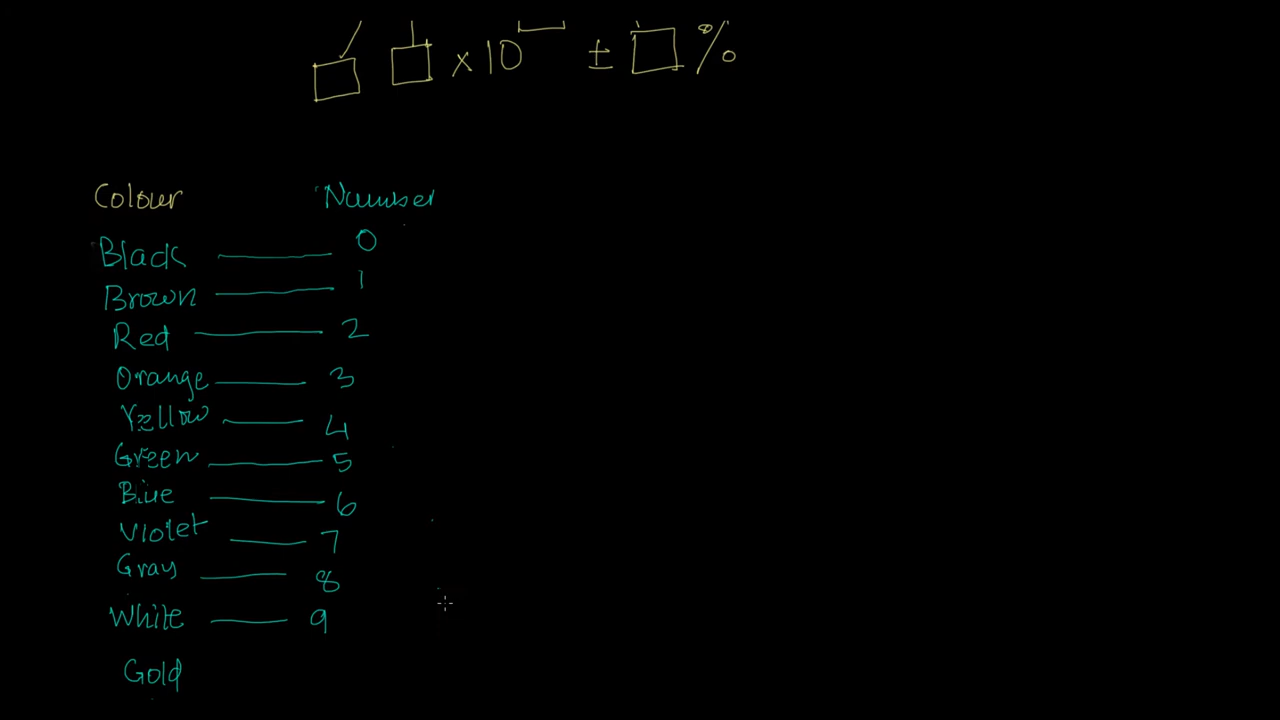 □ □ x 10 ± □ %
Colour Number
Black 0
Brown 1
Red 2
Orange 3
Yellow 4
Green 5
Blue 6
Violet 7
Gray 8
White 9
Gold